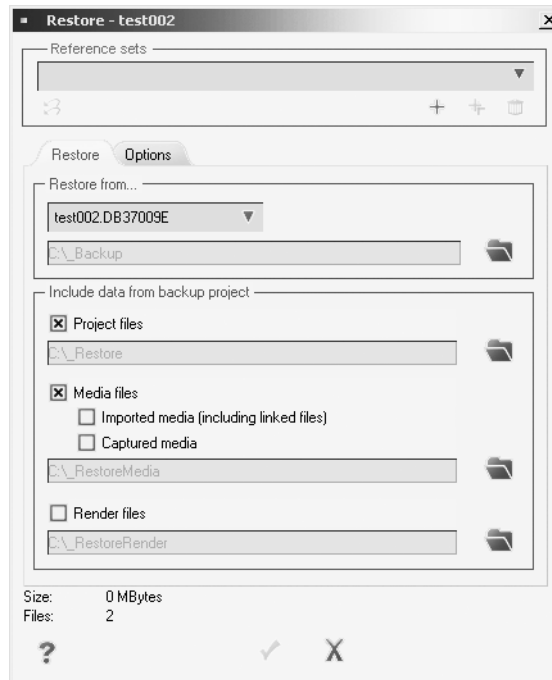 Restore - test002
Reference sets
Restore
Options
Restore from...
test002.DB37009E
C:\_Backup
Include data from backup project
Project files
C:\_Restore
Media files
Imported media (including linked files)
Captured media
C:\_RestoreMedia
Render files
C:\_RestoreRender
Size: 0 MBytes
Files: 2